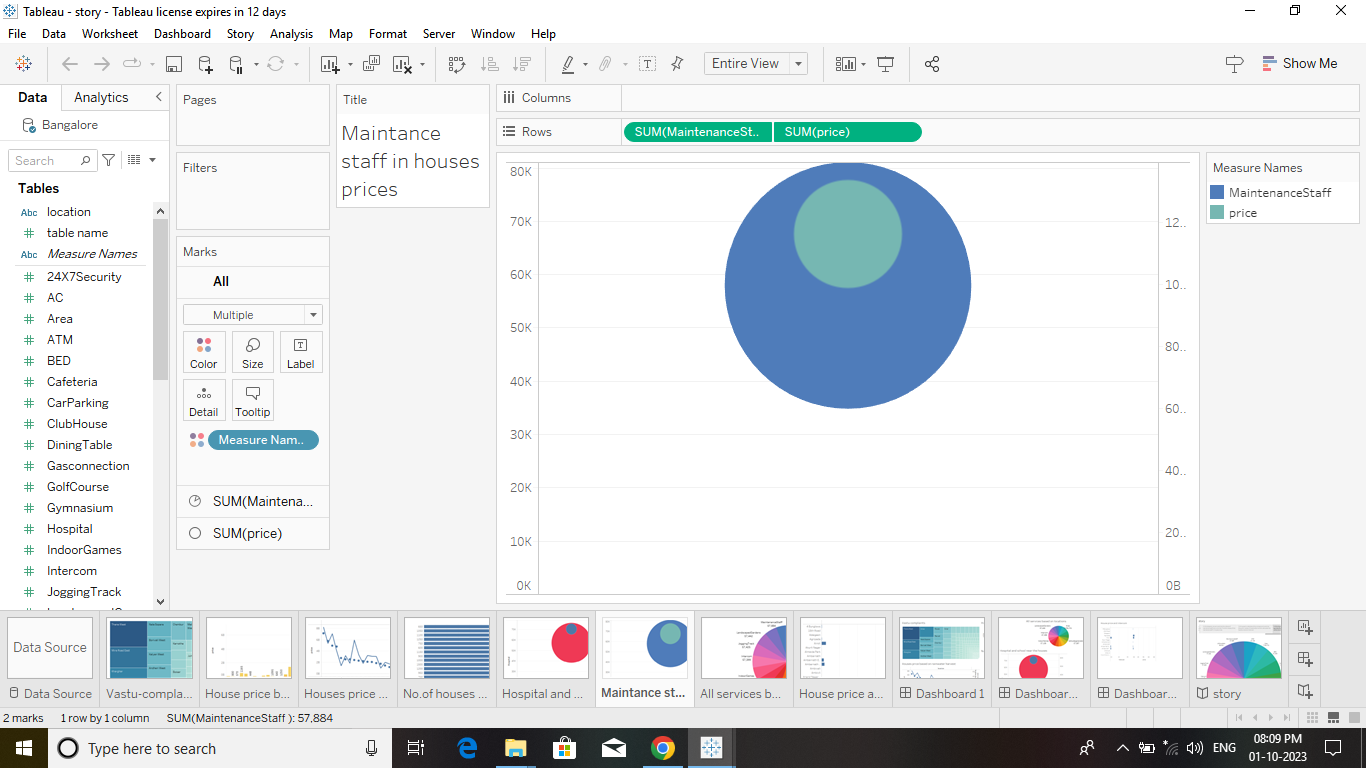 Tableau - story - Tableau license expires in 12 days
File Data Worksheet Dashboard Story Analysis Map Format Server Window Help
Entire View
Show Me
Data Analytics
Bangalore
Search
Tables
Abc location
# table name
Abc Measure Names
# 24X7Security
# AC
# Area
# ATM
# BED
# Cafeteria
# CarParking
# ClubHouse
# DiningTable
# Gasconnection
# GolfCourse
# Gymnasium
# Hospital
# IndoorGames
# Intercom
# JoggingTrack
Pages
Filters
Marks
All
Multiple
Color Size Label
Detail Tooltip
Measure Nam..
SUM(Maintena...
SUM(price)
Title
Maintance
staff in houses
prices
Columns
Rows SUM(MaintenanceSt.. SUM(price)
80K
70K
60K
50K
40K
30K
20K
10K
0K
12..
10..
80..
60..
40..
20..
0B
Measure Names
MaintenanceStaff
price
Data Source
Data Source Vastu-compla... House price b... Houses price ... No.of houses ... Hospital and ... Maintance st... All services b... House price a... Dashboard 1 Dashboar... Dashboar... story
2 marks 1 row by 1 column SUM(MaintenanceStaff ): 57,884
Type here to search
ENG
08:09 PM
01-10-2023